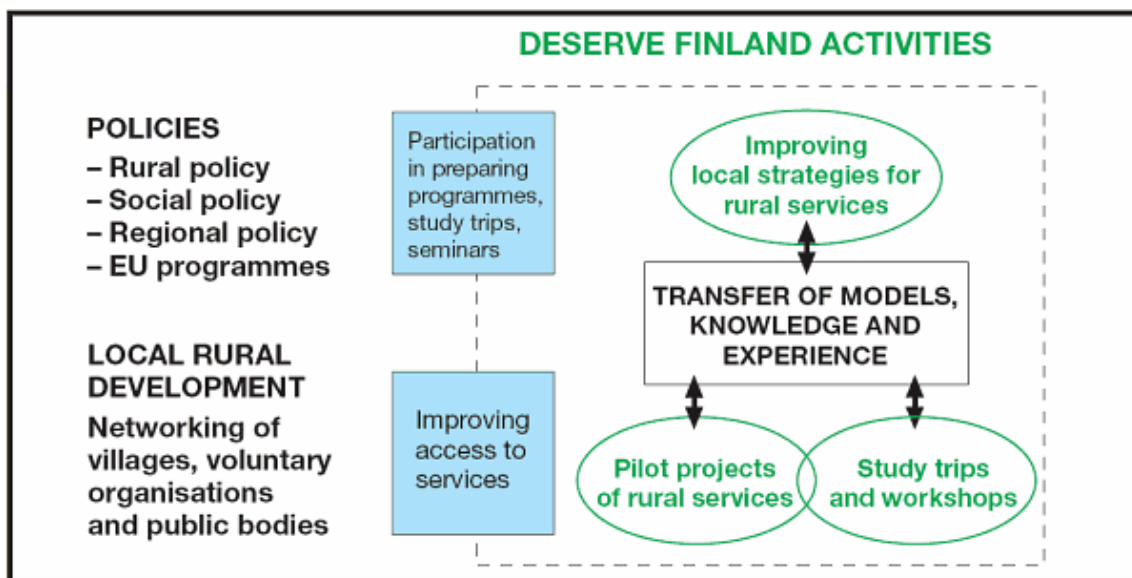 DESERVE FINLAND ACTIVITIES
POLICIES
– Rural policy
– Social policy
– Regional policy
– EU programmes
Participation
in preparing
programmes,
study trips,
seminars
Improving
local strategies for
rural services
TRANSFER OF MODELS,
KNOWLEDGE AND
EXPERIENCE
LOCAL RURAL
DEVELOPMENT
Networking of
villages, voluntary
organisations
and public bodies
Improving
access to
services
Pilot projects
of rural services
Study trips
and workshops